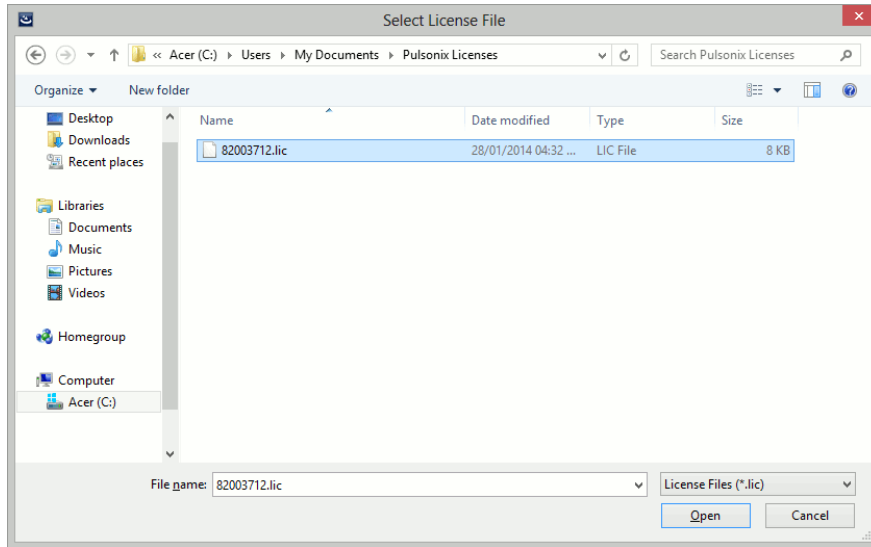 Select License File
« Acer (C:) Users My Documents Pulsonix Licenses Search Pulsonix Licenses
Organize New folder
Name Date modified Type Size
82003712.lic 28/01/2014 04:32 ... LIC File 8 KB
Desktop
Downloads
Recent places
Libraries
Documents
Music
Pictures
Videos
Homegroup
Computer
Acer (C:)
File name: 82003712.lic License Files (*.lic)
Open Cancel